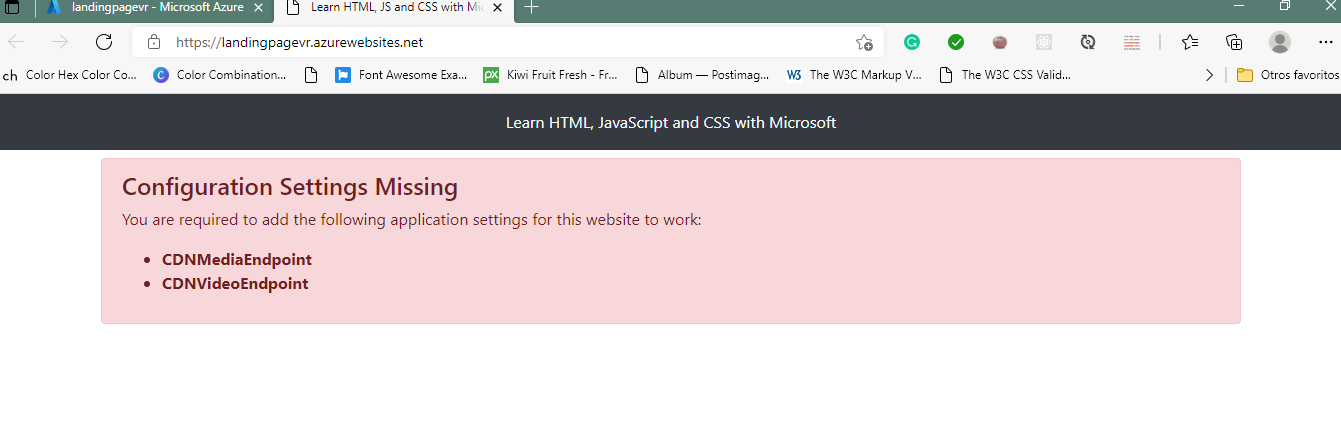 landingpagevr - Microsoft Azure
Learn HTML, JS and CSS with Mic
https://landingpagevr.azurewebsites.net
ch Color Hex Color Co... Color Combination... Font Awesome Exa... Kiwi Fruit Fresh - Fr... Album — Postimag... W3 The W3C Markup V... The W3C CSS Valid... Otros favoritos
Learn HTML, JavaScript and CSS with Microsoft
Configuration Settings Missing
You are required to add the following application settings for this website to work:
• CDNMediaEndpoint
• CDNVideoEndpoint